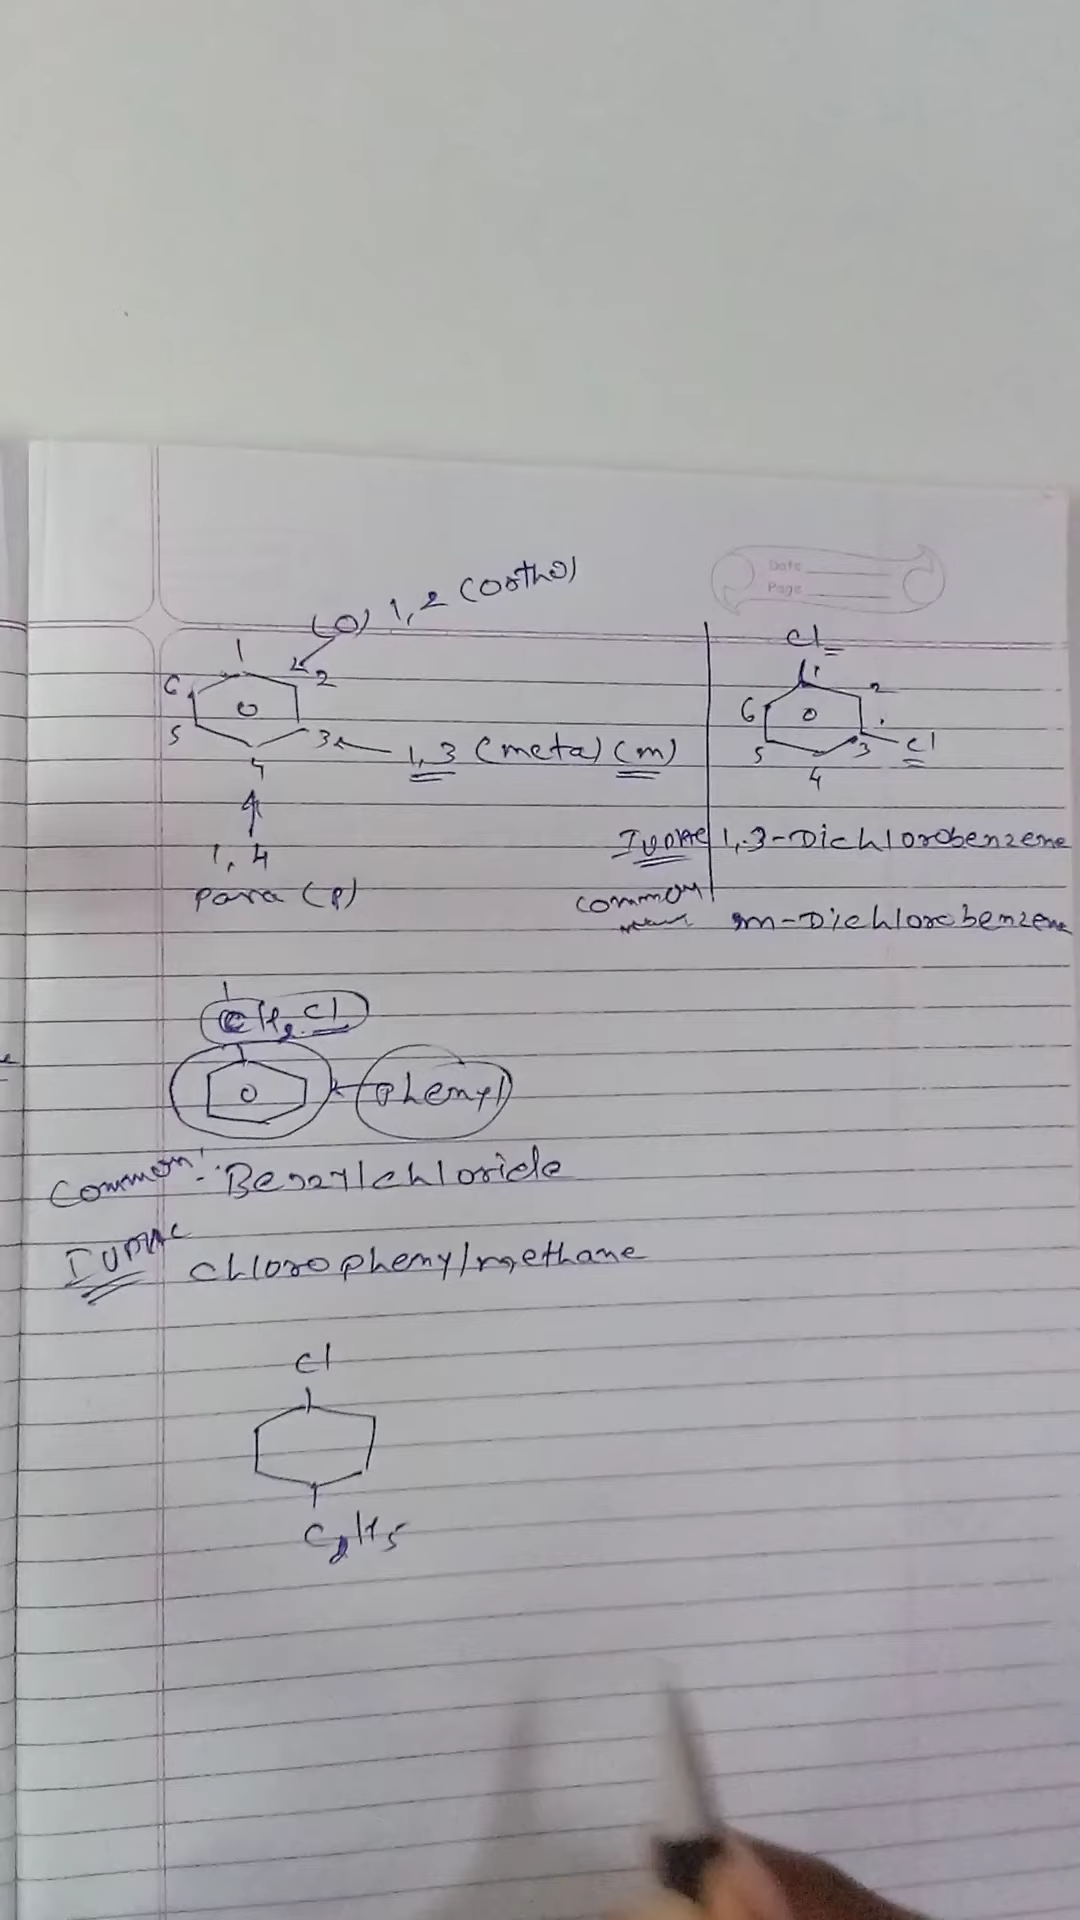 Date
Page
(O) 1,2 (Ortho)
1
2
3
4
5
6
O
1,3 (meta) (m)
1,4
para (p)
Cl
1
2
3
4
5
6
O
Cl
IUPAC 1,3-Dichlorobenzene
common m-Dichlorobenzene
CH2Cl
O
phenyl
Common:- Benzylchloride
IUPAC chlorophenylmethane
Cl
C2H5